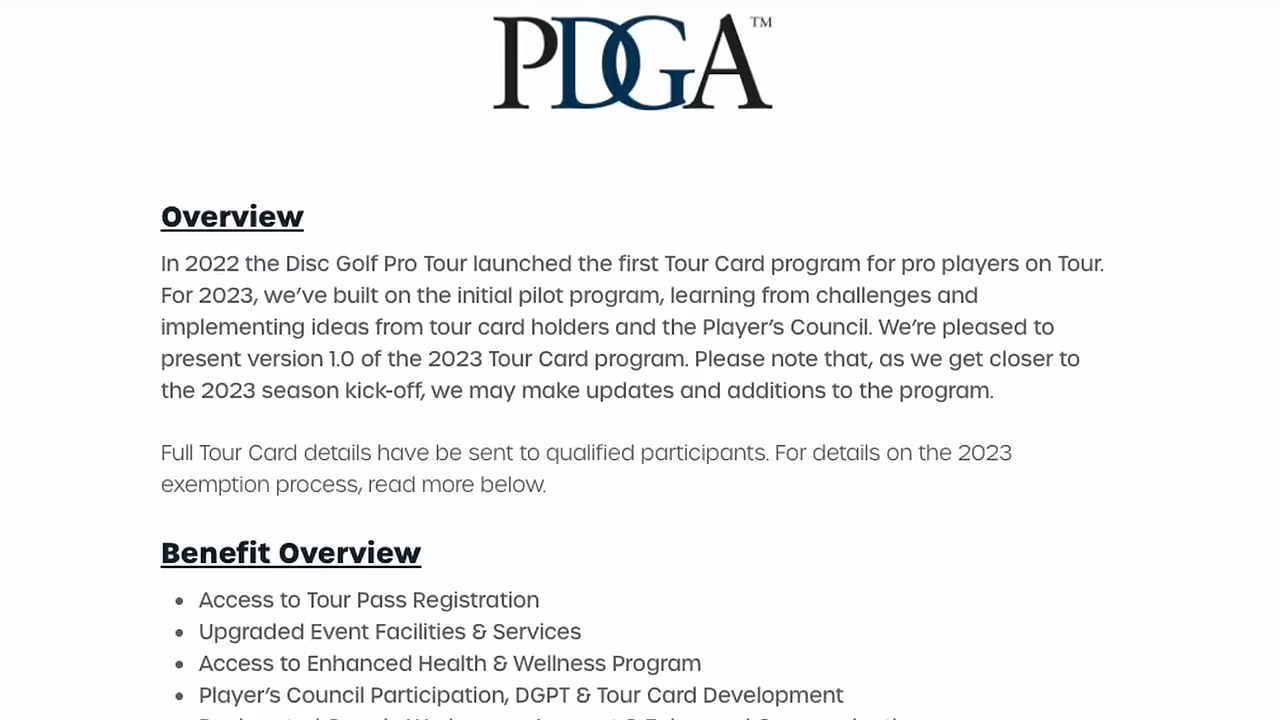 PDGA™
Overview
In 2022 the Disc Golf Pro Tour launched the first Tour Card program for pro players on Tour.
For 2023, we’ve built on the initial pilot program, learning from challenges and
implementing ideas from tour card holders and the Player’s Council. We’re pleased to
present version 1.0 of the 2023 Tour Card program. Please note that, as we get closer to
the 2023 season kick-off, we may make updates and additions to the program.
Full Tour Card details have be sent to qualified participants. For details on the 2023
exemption process, read more below.
Benefit Overview
• Access to Tour Pass Registration
• Upgraded Event Facilities & Services
• Access to Enhanced Health & Wellness Program
• Player’s Council Participation, DGPT & Tour Card Development